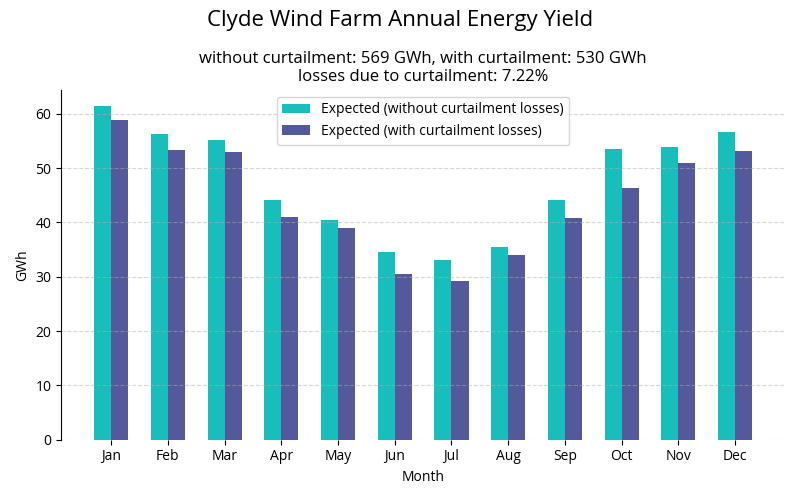 Clyde Wind Farm Annual Energy Yield
without curtailment: 569 GWh, with curtailment: 530 GWh
losses due to curtailment: 7.22%
Expected (without curtailment losses)
Expected (with curtailment losses)
GWh
60
50
40
30
20
10
0
Jan Feb Mar Apr May Jun Jul Aug Sep Oct Nov Dec
Month